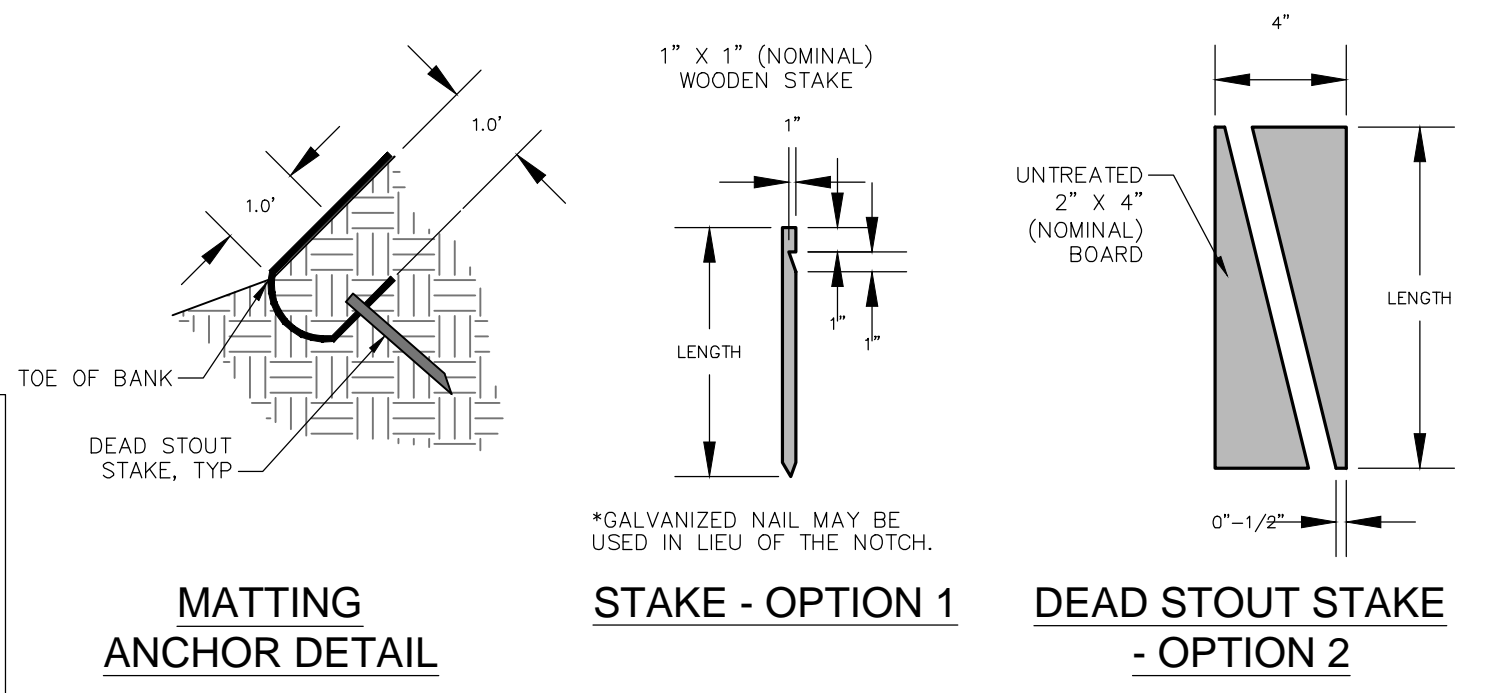 1.0'
1.0'
TOE OF BANK
DEAD STOUT
STAKE, TYP
MATTING
ANCHOR DETAIL
1" X 1" (NOMINAL)
WOODEN STAKE
1"
1"
1"
LENGTH
*GALVANIZED NAIL MAY BE
USED IN LIEU OF THE NOTCH.
STAKE - OPTION 1
4"
UNTREATED
2" X 4"
(NOMINAL)
BOARD
LENGTH
0"-1/2"
DEAD STOUT STAKE
- OPTION 2